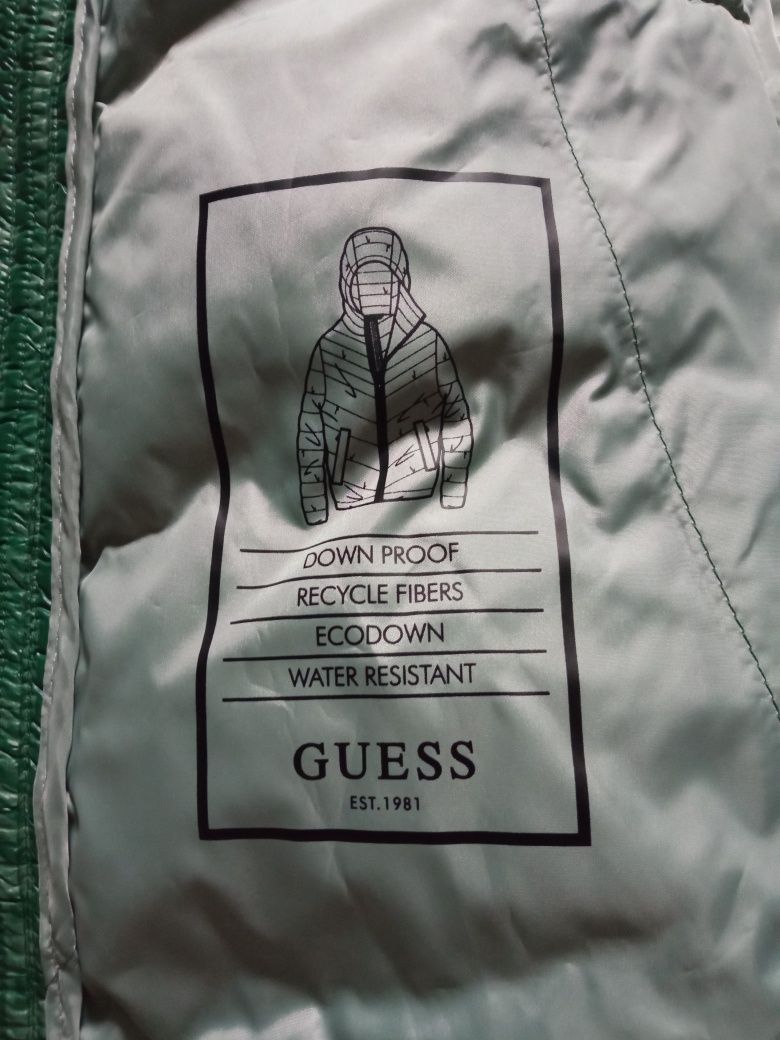 DOWN PROOF
RECYCLE FIBERS
ECODOWN
WATER RESISTANT
GUESS
EST.1981